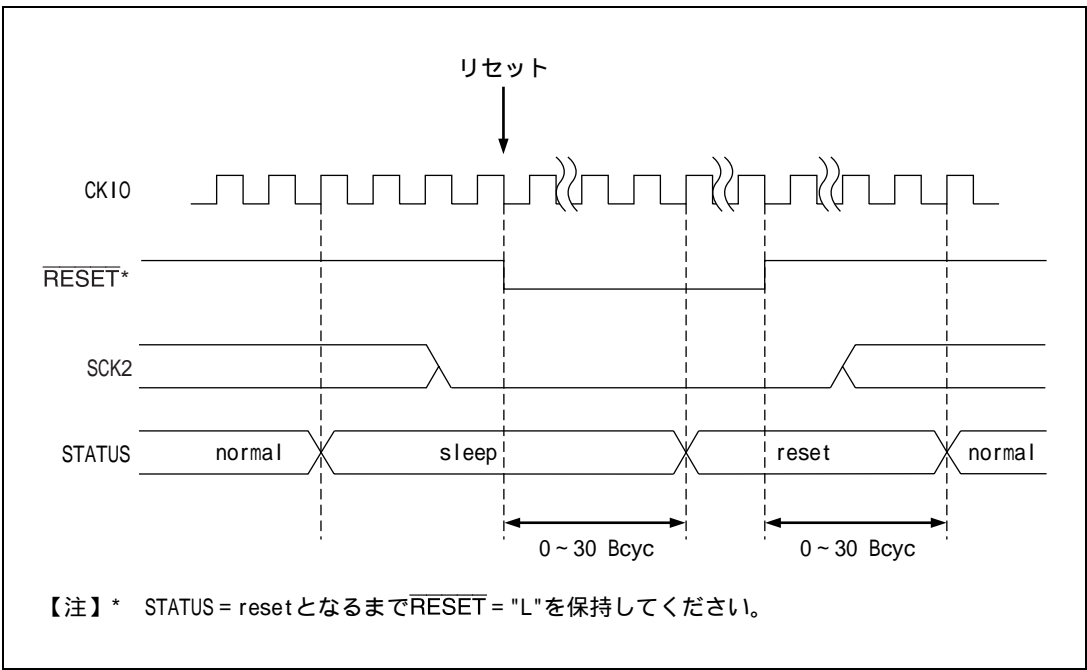 リセット
CKIO
RESET*
SCK2
STATUS
normal
sleep
reset
normal
0~30 Bcyc
0~30 Bcyc
【注】* STATUS=resetとなるまでRESET="L"を保持してください。